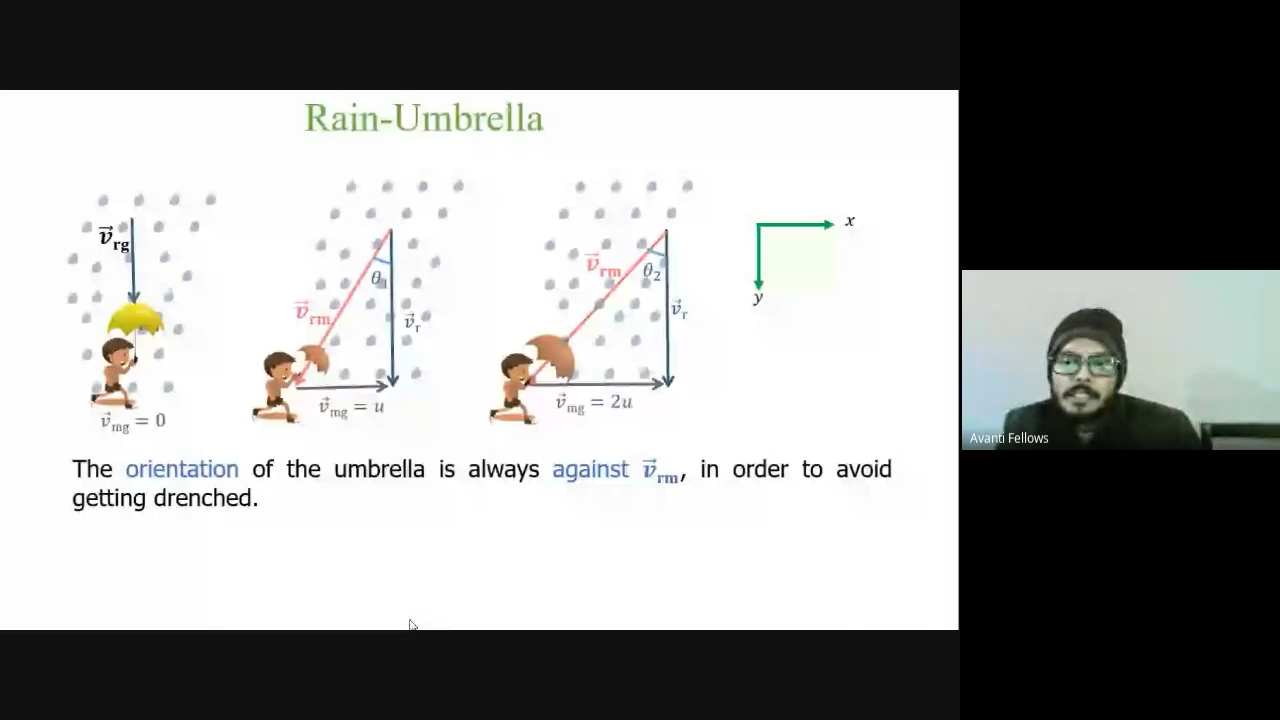 Rain-Umbrella
v⃗rg
v⃗mg = 0
v⃗rm
θ1
v⃗r
v⃗mg = u
v⃗rm
θ2
v⃗r
v⃗mg = 2u
x
y
The orientation of the umbrella is always against v⃗rm, in order to avoid
getting drenched.
Avanti Fellows